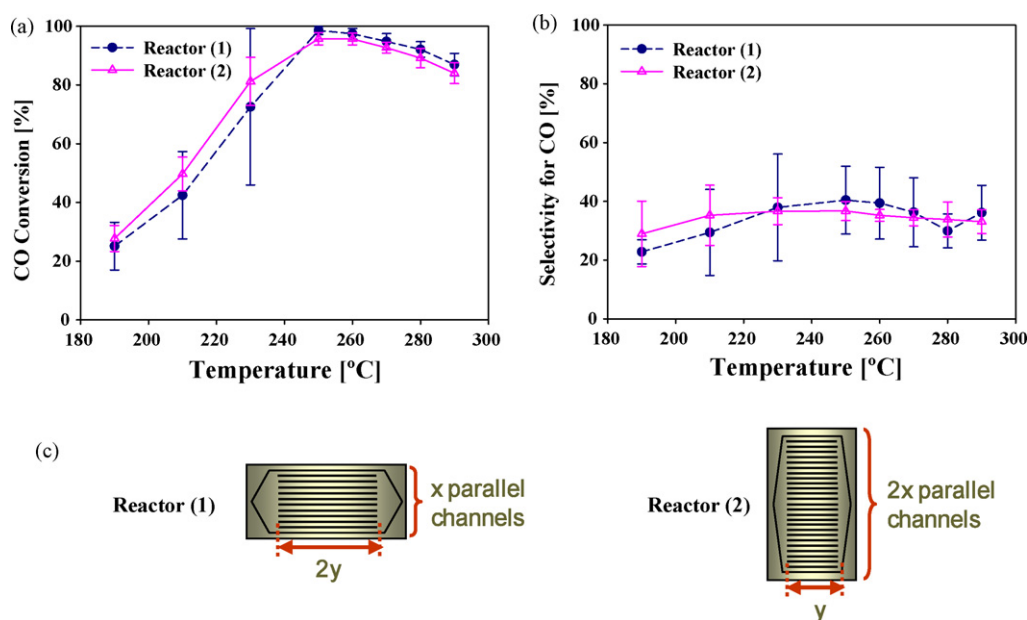 (a)
100
80
60
40
20
0
CO Conversion [%]
Reactor (1)
Reactor (2)
180 200 220 240 260 280 300
Temperature [ºC]
(b)
100
80
60
40
20
0
Selectivity for CO [%]
Reactor (1)
Reactor (2)
180 200 220 240 260 280 300
Temperature [ºC]
(c)
Reactor (1)
x parallel
channels
2y
Reactor (2)
2x parallel
channels
y